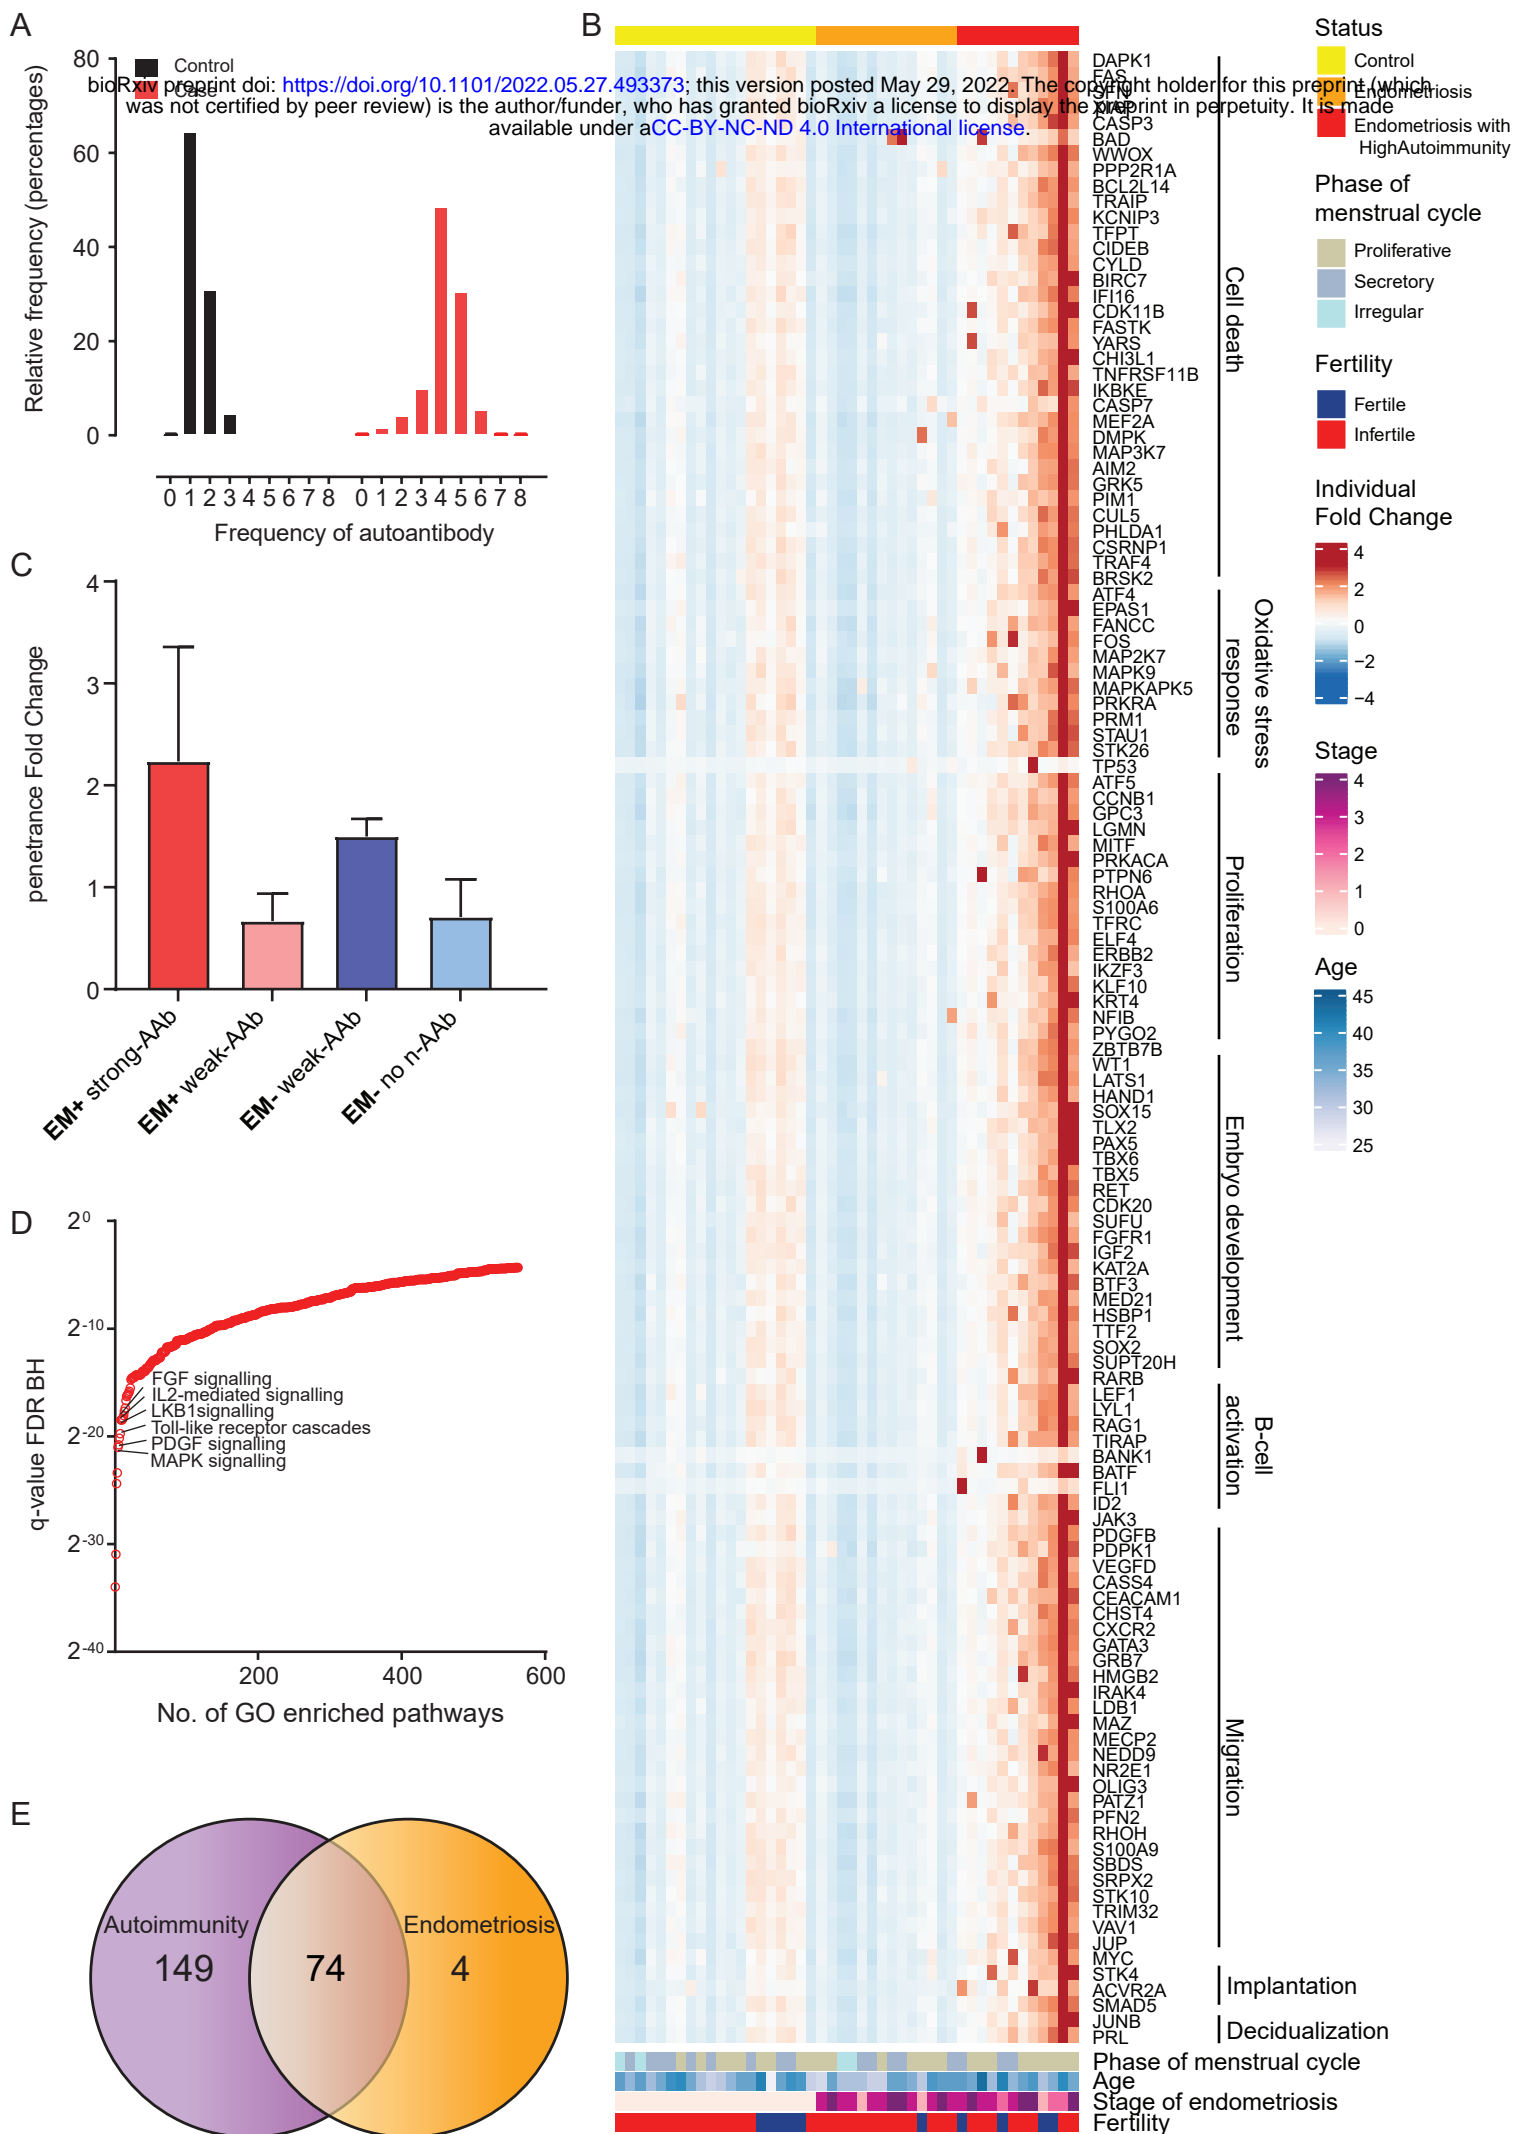 A
Relative frequency (percentages)
80
60
40
20
0
Control
Case
0 1 2 3 4 5 6 7 8 0 1 2 3 4 5 6 7 8
Frequency of autoantibody
bioRxiv preprint doi: https://doi.org/10.1101/2022.05.27.493373; this version posted May 29, 2022. The copyright holder for this preprint (which
was not certified by peer review) is the author/funder, who has granted bioRxiv a license to display the preprint in perpetuity. It is made
available under aCC-BY-NC-ND 4.0 International license.
B
DAPK1
FAS
SFN
XIAP
CASP3
BAD
WWOX
PPP2R1A
BCL2L14
TRAIP
KCNIP3
TFPT
CIDEB
CYLD
BIRC7
IFI16
CDK11B
FASTK
YARS
CHI3L1
TNFRSF11B
IKBKE
CASP7
MEF2A
DMPK
MAP3K7
AIM2
GRK5
PIM1
CUL5
PHLDA1
CSRNP1
TRAF4
BRSK2
ATF4
EPAS1
FANCC
FOS
MAP2K7
MAPK9
MAPKAPK5
PRKRA
PRM1
STAU1
STK26
TP53
ATF5
CCNB1
GPC3
LGMN
MITF
PRKACA
PTPN6
RHOA
S100A6
TFRC
ELF4
ERBB2
IKZF3
KLF10
KRT4
NFIB
PYGO2
ZBTB7B
WT1
LATS1
HAND1
SOX15
TLX2
PAX5
TBX6
TBX5
RET
CDK20
SUFU
FGFR1
IGF2
KAT2A
BTF3
MED21
HSBP1
TTF2
SOX2
SUPT20H
RARB
LEF1
LYL1
RAG1
TIRAP
BANK1
BATF
FLI1
ID2
JAK3
PDGFB
PDPK1
VEGFD
CASS4
CEACAM1
CHST4
CXCR2
GATA3
GRB7
HMGB2
IRAK4
LDB1
MAZ
MECP2
NEDD9
NR2E1
OLIG3
PATZ1
PFN2
RHOH
S100A9
SBDS
SRPX2
STK10
TRIM32
VAV1
JUP
MYC
STK4
ACVR2A
SMAD5
JUNB
PRL
Cell death
Oxidative stress
response
Proliferation
Embryo development
B-cell
activation
Migration
Implantation
Decidualization
Phase of menstrual cycle
Age
Stage of endometriosis
Fertility
Status
Control
Endometriosis
Endometriosis with
HighAutoimmunity
Phase of
menstrual cycle
Proliferative
Secretory
Irregular
Fertility
Fertile
Infertile
Individual
Fold Change
4
2
0
−2
−4
Stage
4
3
2
1
0
Age
45
40
35
30
25
C
penetrance Fold Change
4
3
2
1
0
EM+ strong-AAb
EM+ weak-AAb
EM- weak-AAb
EM- no n-AAb
D
q-value FDR BH
2^0
2^-10
2^-20
2^-30
2^-40
FGF signalling
IL2-mediated signalling
LKB1signalling
Toll-like receptor cascades
PDGF signalling
MAPK signalling
200 400 600
No. of GO enriched pathways
E
Autoimmunity Endometriosis
149 74 4